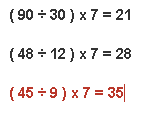 ( 90 ÷ 30 ) x 7 = 21
( 48 ÷ 12 ) x 7 = 28
( 45 ÷ 9 ) x 7 = 35